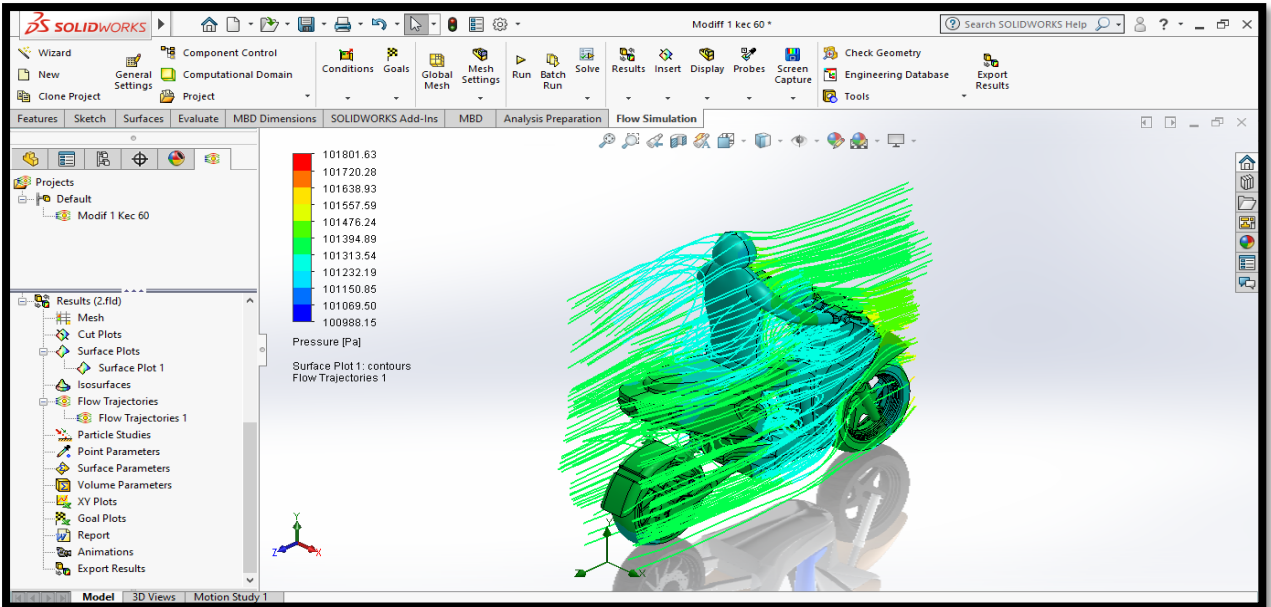 SOLIDWORKS
Modiff 1 kec 60 *
Search SOLIDWORKS Help
?
Wizard
New
Clone Project
General Settings
Component Control
Computational Domain
Project
Conditions
Goals
Global Mesh
Mesh Settings
Run
Batch Run
Solve
Results
Insert
Display
Probes
Screen Capture
Check Geometry
Engineering Database
Tools
Export Results
Features
Sketch
Surfaces
Evaluate
MBD Dimensions
SOLIDWORKS Add-Ins
MBD
Analysis Preparation
Flow Simulation
Projects
Default
Modif 1 Kec 60
Results (2.fld)
Mesh
Cut Plots
Surface Plots
Surface Plot 1
Isosurfaces
Flow Trajectories
Flow Trajectories 1
Particle Studies
Point Parameters
Surface Parameters
Volume Parameters
XY Plots
Goal Plots
Report
Animations
Export Results
101801.63
101720.28
101638.93
101557.59
101476.24
101394.89
101313.54
101232.19
101150.85
101069.50
100988.15
Pressure [Pa]
Surface Plot 1: contours
Flow Trajectories 1
Y
Z
X
Y
Z
X
Model
3D Views
Motion Study 1